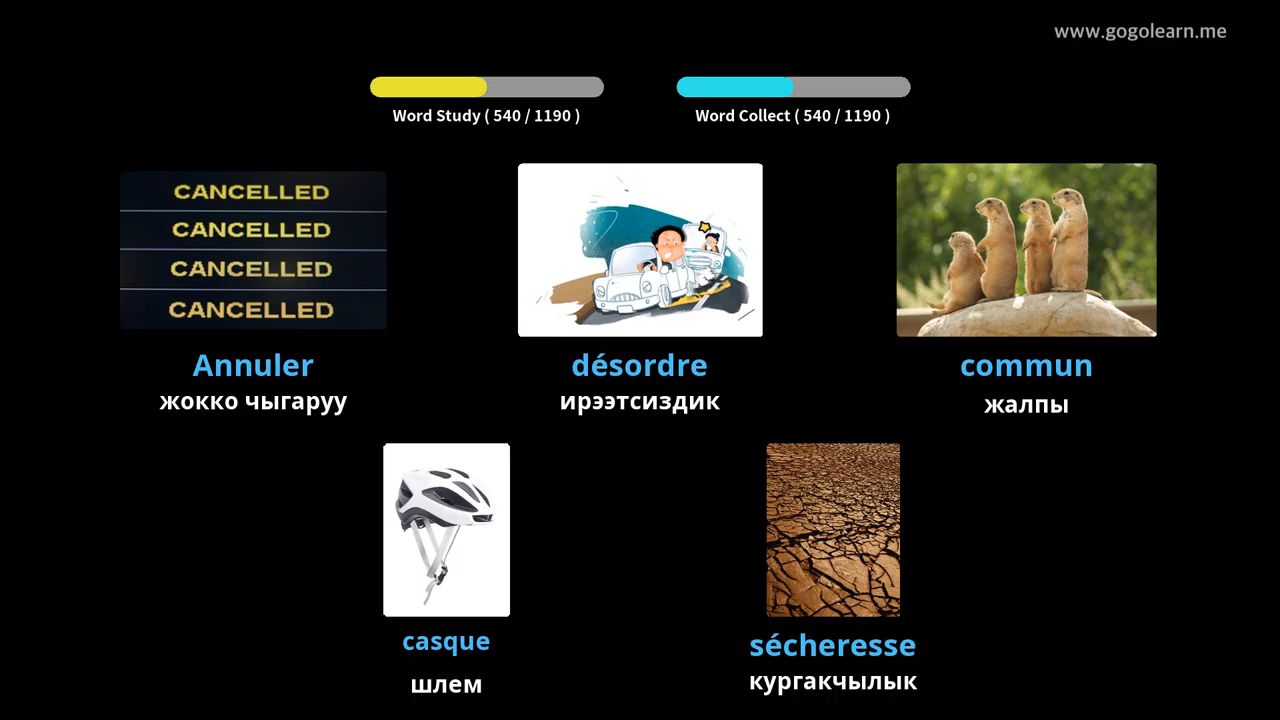 www.gogolearn.me
Word Study ( 540 / 1190 )
Word Collect ( 540 / 1190 )
CANCELLED
CANCELLED
CANCELLED
CANCELLED
Annuler
жокко чыгаруу
désordre
ирээтсиздик
commun
жалпы
casque
шлем
sécheresse
кургакчылык